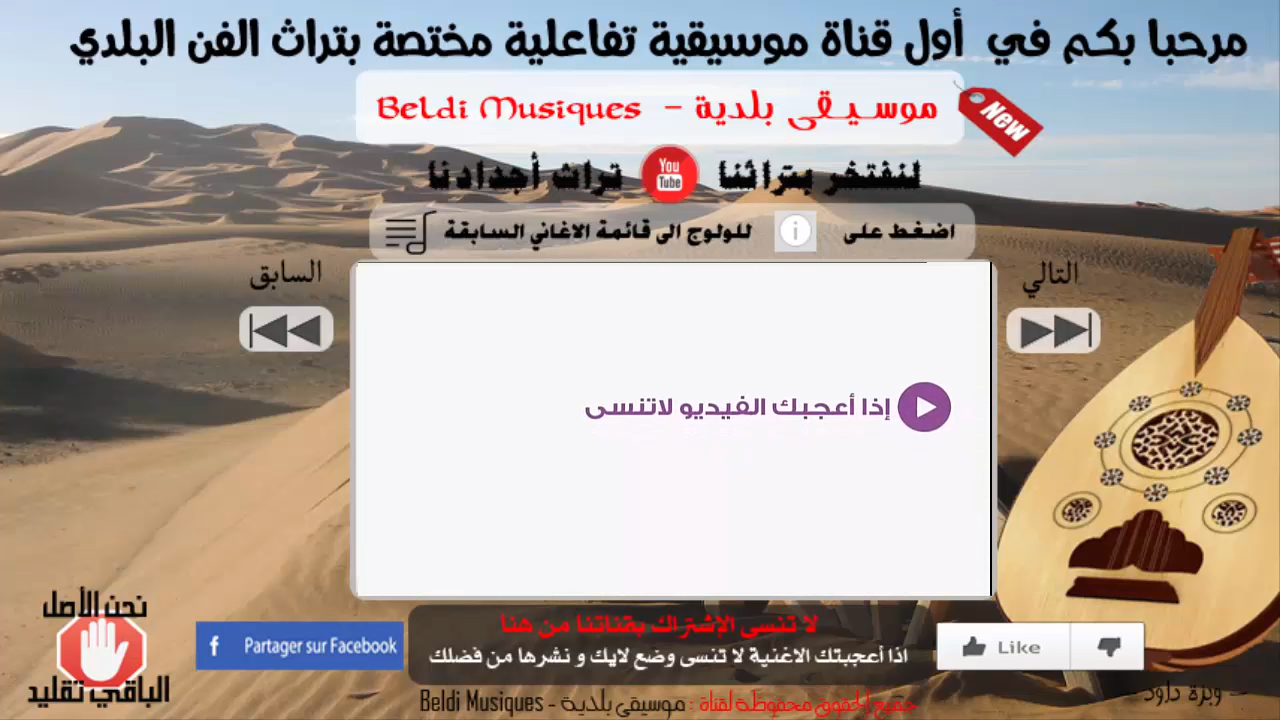 مرحبا بكم في أول قناة موسيقية تفاعلية مختصة بتراث الفن البلدي
موسيقى بلدية - Beldi Musiques
New
لنفتخر بتراثنا You Tube تراث أجدادنا
اضغط على i للولوج الى قائمة الاغاني السابقة
التالي
السابق
إذا أعجبك الفيديو لاتنسى
نحن الأصل
الباقي تقليد
f Partager sur Facebook
لا تنسى الإشتراك بقناتنا من هنا
اذا أعجبتك الاغنية لا تنسى وضع لايك و نشرها من فضلك
Like
جميع الحقوق محفوظة لقناة : موسيقى بلدية - Beldi Musiques